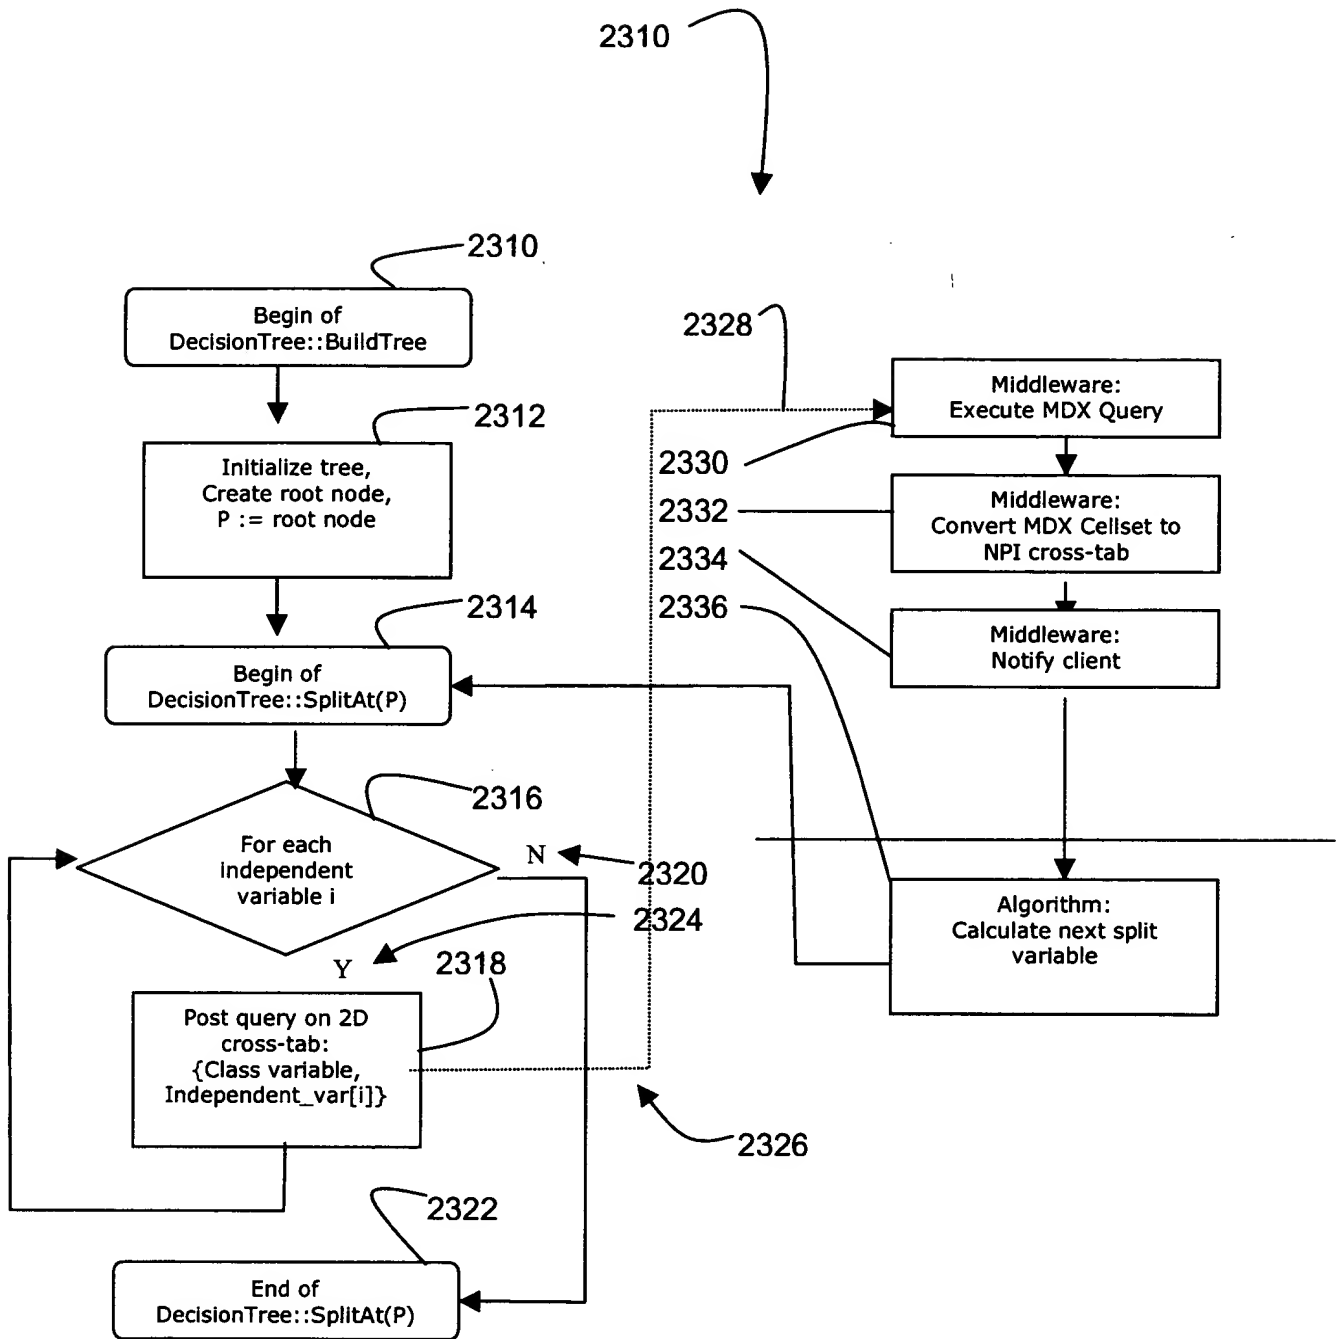 2310
2310
Begin of
DecisionTree::BuildTree
2312
Initialize tree,
Create root node,
P := root node
2314
Begin of
DecisionTree::SplitAt(P)
2316
For each
independent
variable i
N
2320
2324
Y
2318
Post query on 2D
cross-tab:
{Class variable,
Independent_var[i]}
2326
2322
End of
DecisionTree::SplitAt(P)
2328
Middleware:
Execute MDX Query
2330
2332
Middleware:
Convert MDX Cellset to
NPI cross-tab
2334
2336
Middleware:
Notify client
Algorithm:
Calculate next split
variable